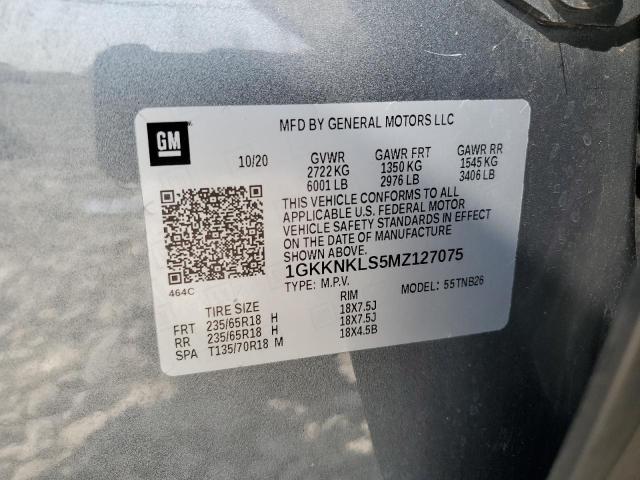 GM
MFD BY GENERAL MOTORS LLC
10/20 GVWR GAWR FRT GAWR RR
2722 KG 1350 KG 1545 KG
6001 LB 2976 LB 3406 LB
THIS VEHICLE CONFORMS TO ALL
APPLICABLE U.S. FEDERAL MOTOR
VEHICLE SAFETY STANDARDS IN EFFECT
ON THE DATE OF MANUFACTURE
SHOWN ABOVE.
1GKKNKLS5MZ127075
464C TYPE: M.P.V. MODEL: 55TNB26
TIRE SIZE RIM
FRT 235/65R18 H 18X7.5J
RR 235/65R18 H 18X7.5J
SPA T135/70R18 M 18X4.5B